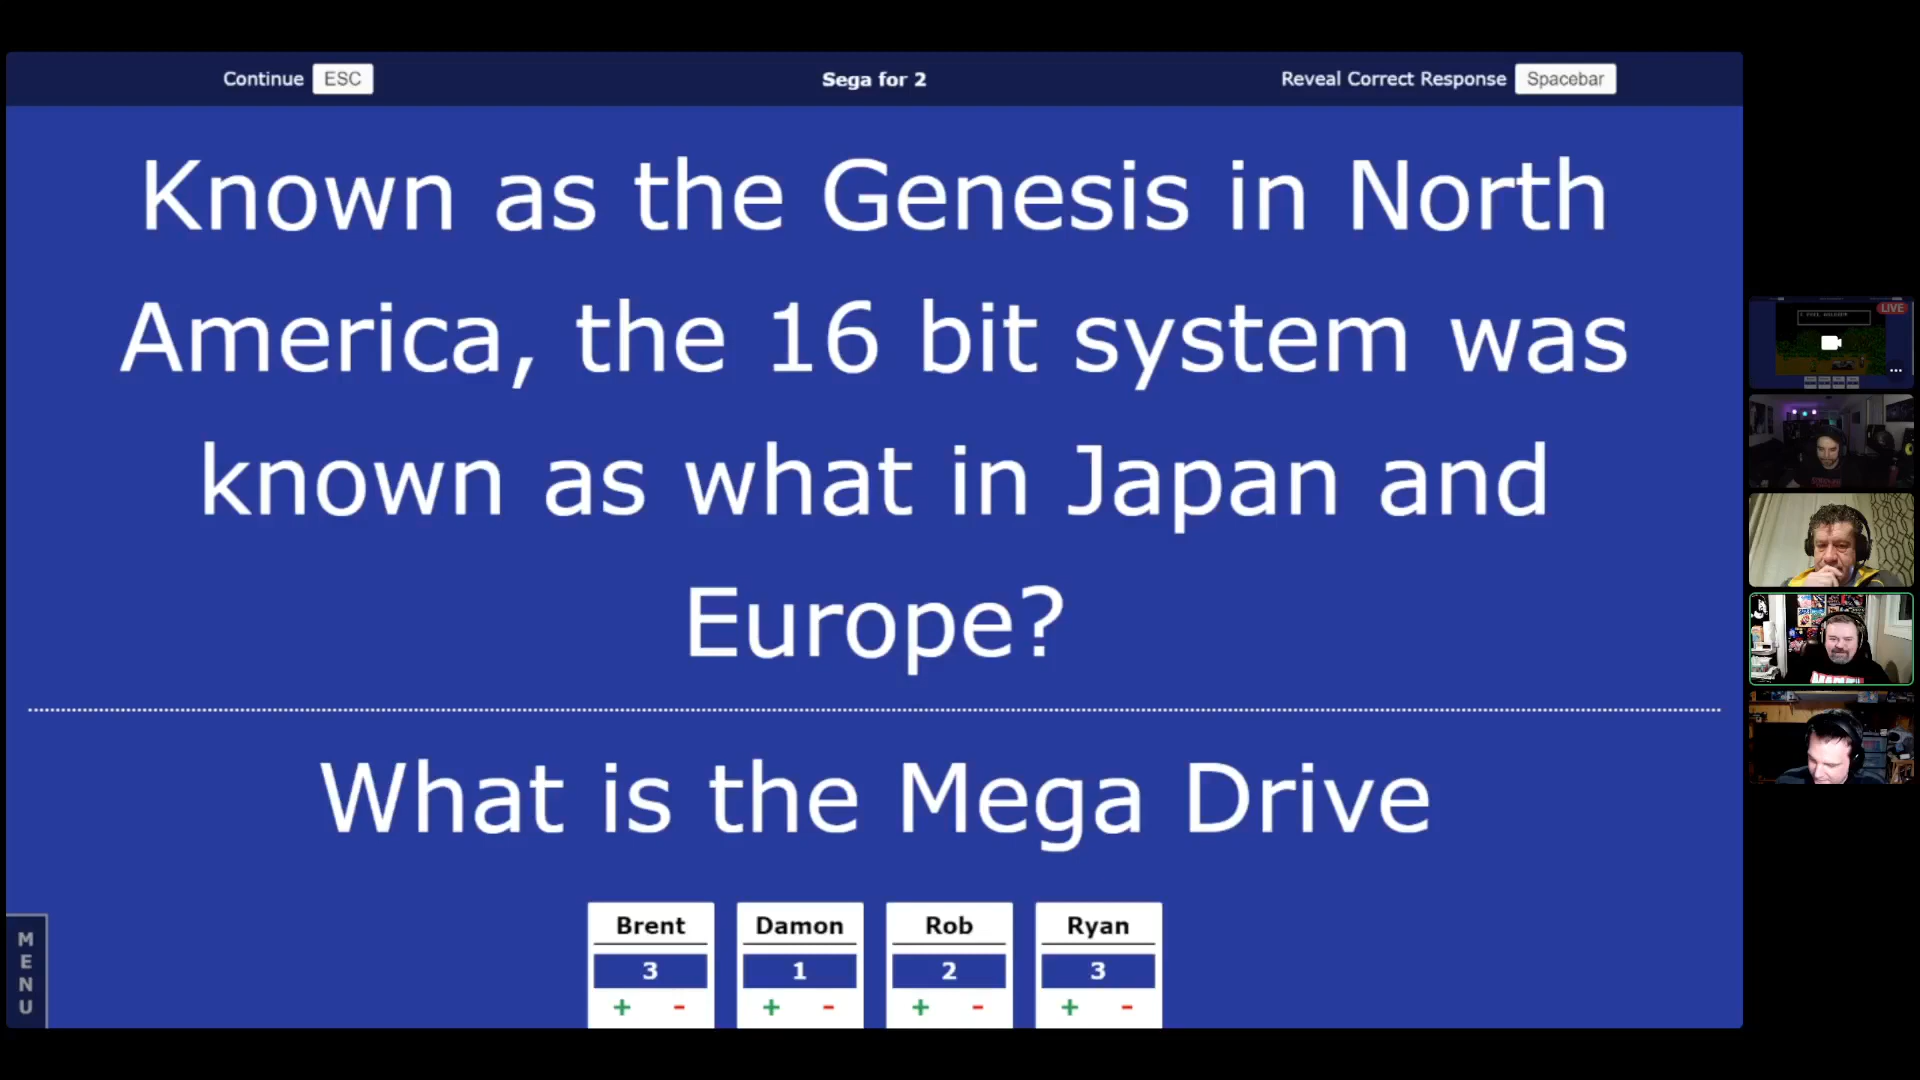 Continue ESC Sega for 2 Reveal Correct Response Spacebar
Known as the Genesis in North
America, the 16 bit system was
known as what in Japan and
Europe?
What is the Mega Drive
Brent Damon Rob Ryan
3 1 2 3
+ - + - + - + -
MENU
LIVE